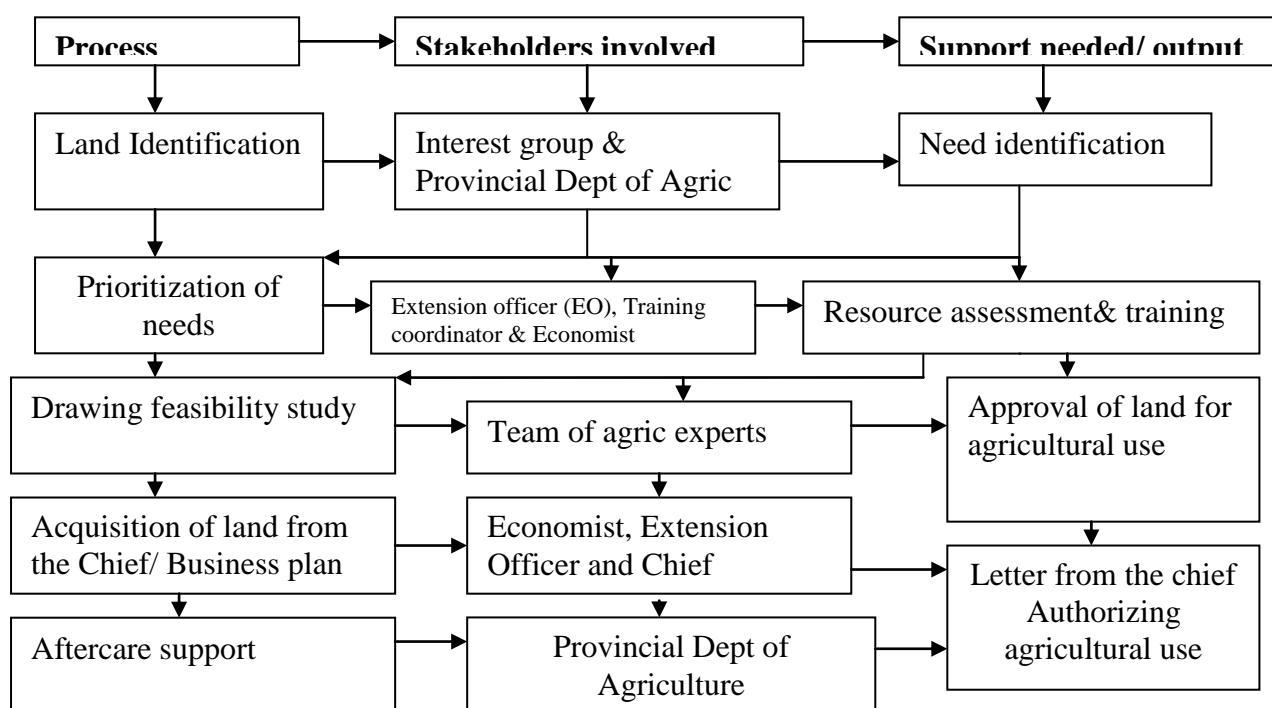 Process
Stakeholders involved
Support needed/ output
Land Identification
Interest group &
Provincial Dept of Agric
Need identification
Prioritization of
needs
Extension officer (EO), Training
coordinator & Economist
Resource assessment& training
Drawing feasibility study
Team of agric experts
Approval of land for
agricultural use
Acquisition of land from
the Chief/ Business plan
Economist, Extension
Officer and Chief
Letter from the chief
Authorizing
agricultural use
Aftercare support
Provincial Dept of
Agriculture